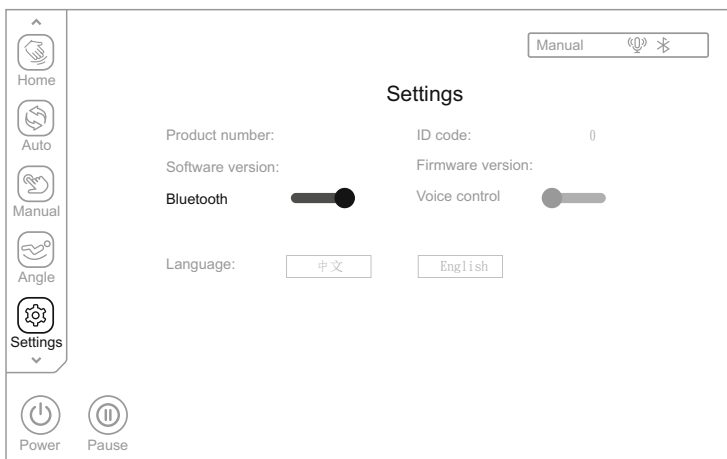 Home
Auto
Manual
Angle
Settings
Power
Pause
Manual
Settings
Product number:
ID code: 0
Software version:
Firmware version:
Bluetooth
Voice control
Language: 中文 English